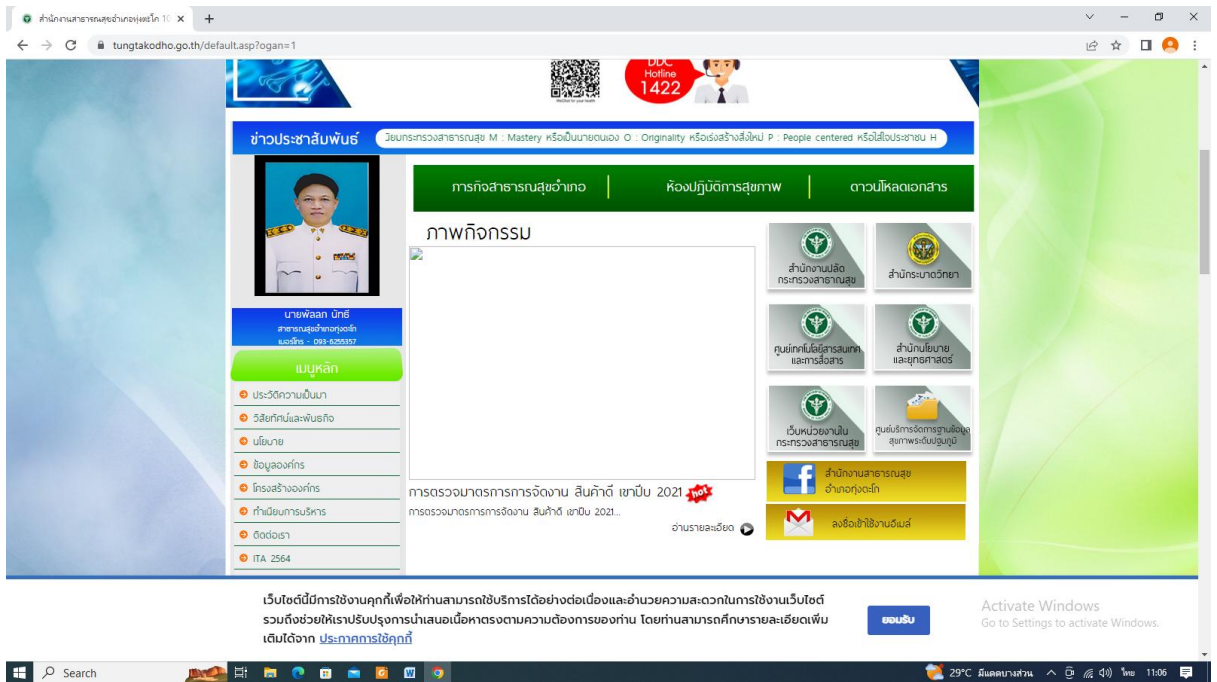 สำนักงานสาธารณสุขอำเภอทุ่งตะโก 10
tungtakodho.go.th/default.asp?ogan=1
DDC
Hotline
1422
WeChat for your health
ข่าวประชาสัมพันธ์
นิยมกระทรวงสาธารณสุข M : Mastery หรือเป็นนายตนเอง O : Originality หรือเร่งสร้างสิ่งใหม่ P : People centered หรือใส่ใจประชาชน H
ภารกิจสาธารณสุขอำเภอ
ห้องปฏิบัติการสุขภาพ
ดาวน์โหลดเอกสาร
ภาพกิจกรรม
สำนักงานปลัด
กระทรวงสาธาณสุข
สำนักระบาดวิทยา
นายพัลลภ นัทธี
สาธารณสุขอำเภอทุ่งตะโก
เบอร์โทร - 093-6255357
เมนูหลัก
ศูนย์เทคโนโลยีสารสนเทศ
และการสื่อสาร
สำนักนโยบาย
และยุทธศาสตร์
ประวัติความเป็นมา
วิสัยทัศน์และพันธกิจ
นโยบาย
ข้อมูลองค์กร
โครงสร้างองค์กร
ทำเนียบการบริหาร
ติดต่อเรา
ITA 2564
เว็บหน่วยงานใน
กระทรวงสาธารณสุข
ศูนย์บริการจัดการฐานข้อมูล
สุขภาพระดับปฐมภูมิ
สำนักงานสาธารณสุข
อำเภอทุ่งตะโก
ลงชื่อเข้าใช้งานอีเมล์
การตรวจมาตรการการจัดงาน สินค้าดี เขาปีบ 2021
hot
การตรวจมาตรการการจัดงาน สินค้าดี เขาปีบ 2021...
อ่านรายละเอียด
เว็บไซต์นี้มีการใช้งานคุกกี้เพื่อให้ท่านสามารถใช้บริการได้อย่างต่อเนื่องและอำนวยความสะดวกในการใช้งานเว็บไซต์
รวมถึงช่วยให้เราปรับปรุงการนำเสนอเนื้อหาตรงตามความต้องการของท่าน โดยท่านสามารถศึกษารายละเอียดเพิ่ม
เติมได้จาก ประกาศการใช้คุกกี้
ยอมรับ
Activate Windows
Go to Settings to activate Windows.
Search
29°C มีแดดบางส่วน
ไทย
11:06